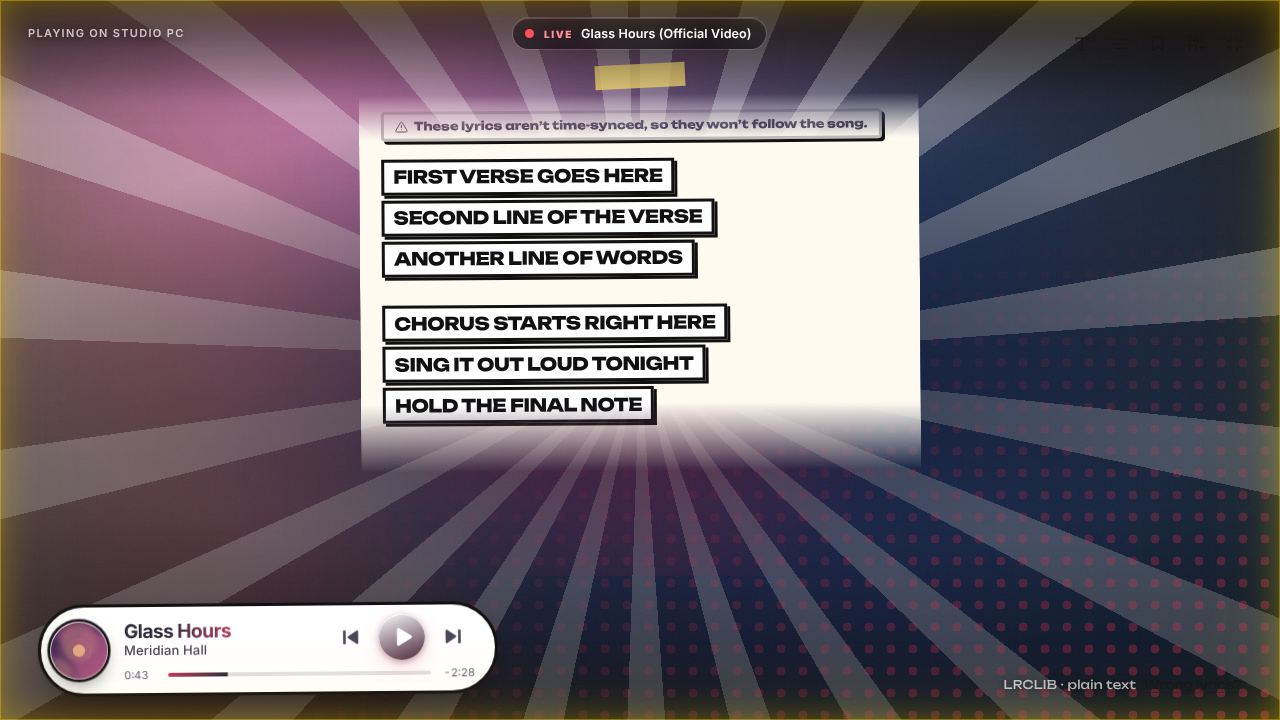 PLAYING ON STUDIO PC
LIVE Glass Hours (Official Video)
These lyrics aren't time-synced, so they won't follow the song.
FIRST VERSE GOES HERE
SECOND LINE OF THE VERSE
ANOTHER LINE OF WORDS
CHORUS STARTS RIGHT HERE
SING IT OUT LOUD TONIGHT
HOLD THE FINAL NOTE
Glass Hours
Meridian Hall
0:43
-2:28
LRCLIB · plain text